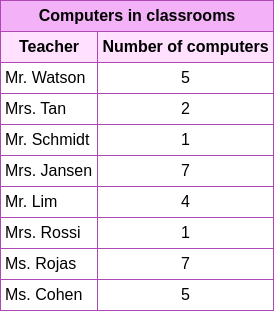 Computers in classrooms
Teacher Number of computers
Mr. Watson 5
Mrs. Tan 2
Mr. Schmidt 1
Mrs. Jansen 7
Mr. Lim 4
Mrs. Rossi 1
Ms. Rojas 7
Ms. Cohen 5